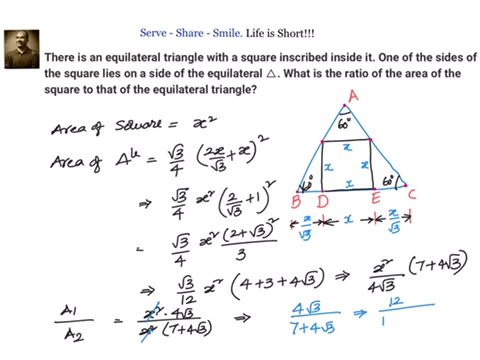 Serve - Share - Smile. Life is Short!!!
There is an equilateral triangle with a square inscribed inside it. One of the sides of
the square lies on a side of the equilateral △. What is the ratio of the area of the
square to that of the equilateral triangle?
Area of Square = x²
Area of Δle = √3/4 (2x/√3 + x)²
⇒ √3/4 x² (2/√3 + 1)²
= √3/4 x² (2+√3)²/3
⇒ √3/12 x² (4+3+4√3) ⇒ x²/4√3 (7+4√3)
A1/A2 = x²·4√3/x²(7+4√3) ⇒ 4√3/7+4√3 ⇒ 12/1
A
60°
x
x x
60° x 60°
B D E C
x/√3 x x/√3